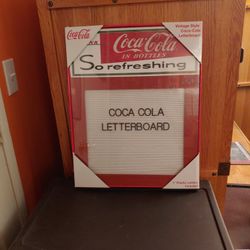 Coca-Cola
Vintage Style
Coca-Cola
Letterboard
Coca-Cola
IN BOTTLES
So refreshing
COCA COLA
LETTERBOARD